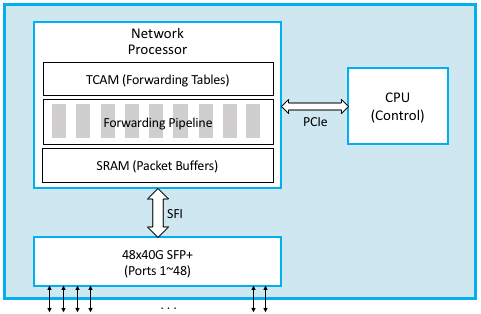 Network
Processor
TCAM (Forwarding Tables)
Forwarding Pipeline
SRAM (Packet Buffers)
PCIe
CPU
(Control)
SFI
48x40G SFP+
(Ports 1~48)
. . .